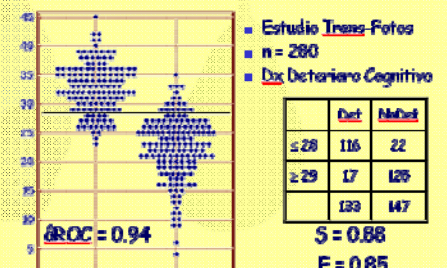 45
40
35
30
25
20
15
10
5
âROC = 0.94
Estudio Trans-Fotos
n = 280
Dx Deterioro Cognitivo
Det NoDet
≤28 116 22
≥29 17 125
133 147
S = 0.88
E = 0.85